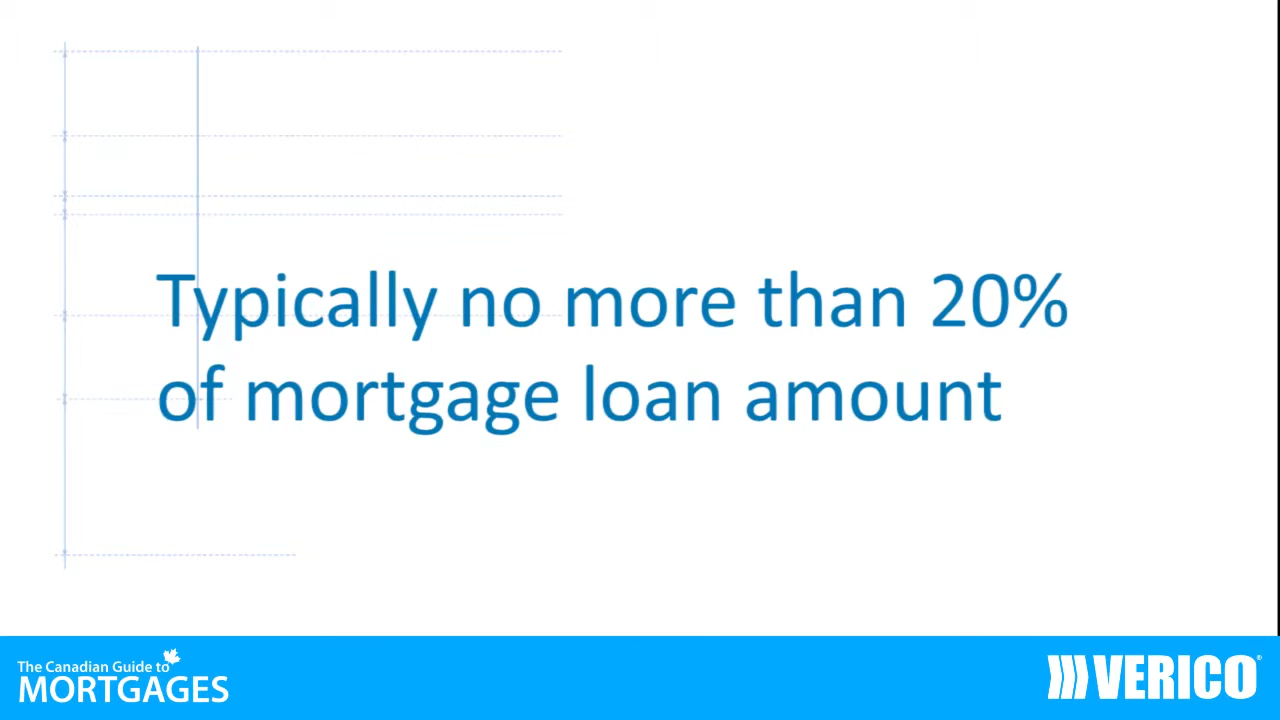 Typically no more than 20%
of mortgage loan amount
The Canadian Guide to
MORTGAGES
VERICO®